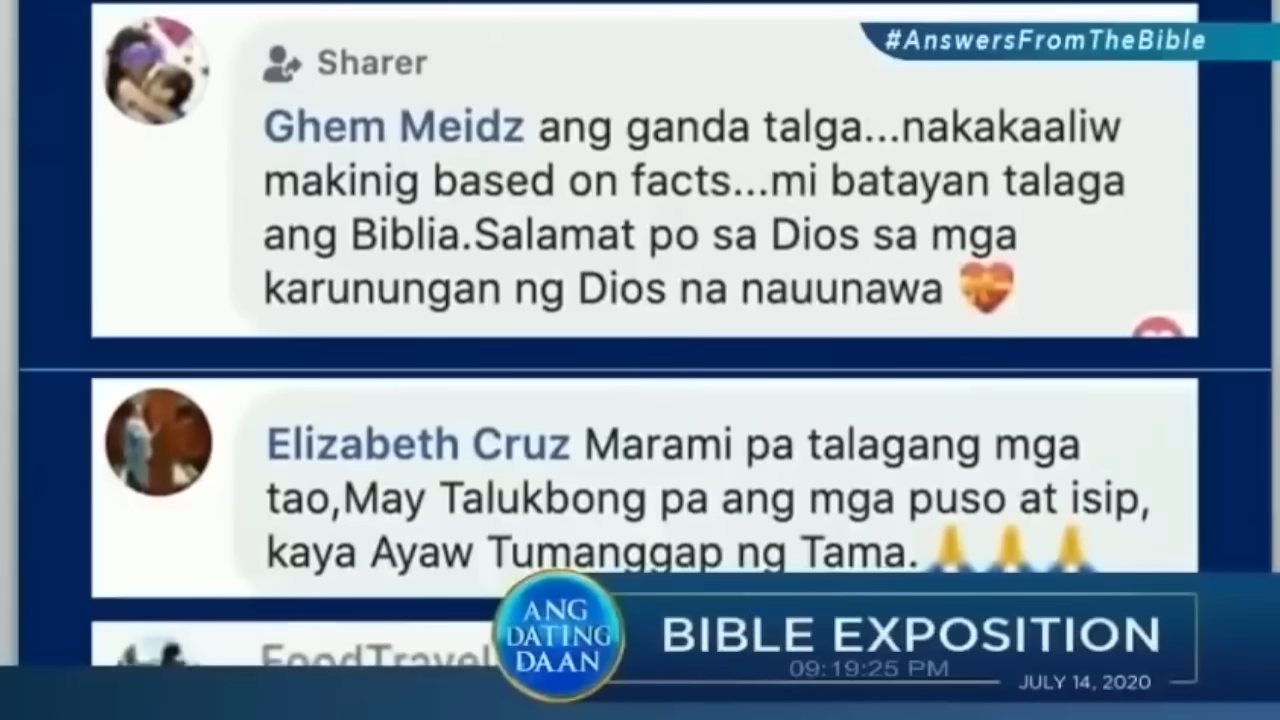 #AnswersFromTheBible
Sharer
Ghem Meidz ang ganda talga...nakakaaliw
makinig based on facts...mi batayan talaga
ang Biblia.Salamat po sa Dios sa mga
karunungan ng Dios na nauunawa 💝
Elizabeth Cruz Marami pa talagang mga
tao,May Talukbong pa ang mga puso at isip,
kaya Ayaw Tumanggap ng Tama.🙏🙏🙏
FoodTravel
ANG
DATING
DAAN
BIBLE EXPOSITION
09:19:25 PM
JULY 14, 2020